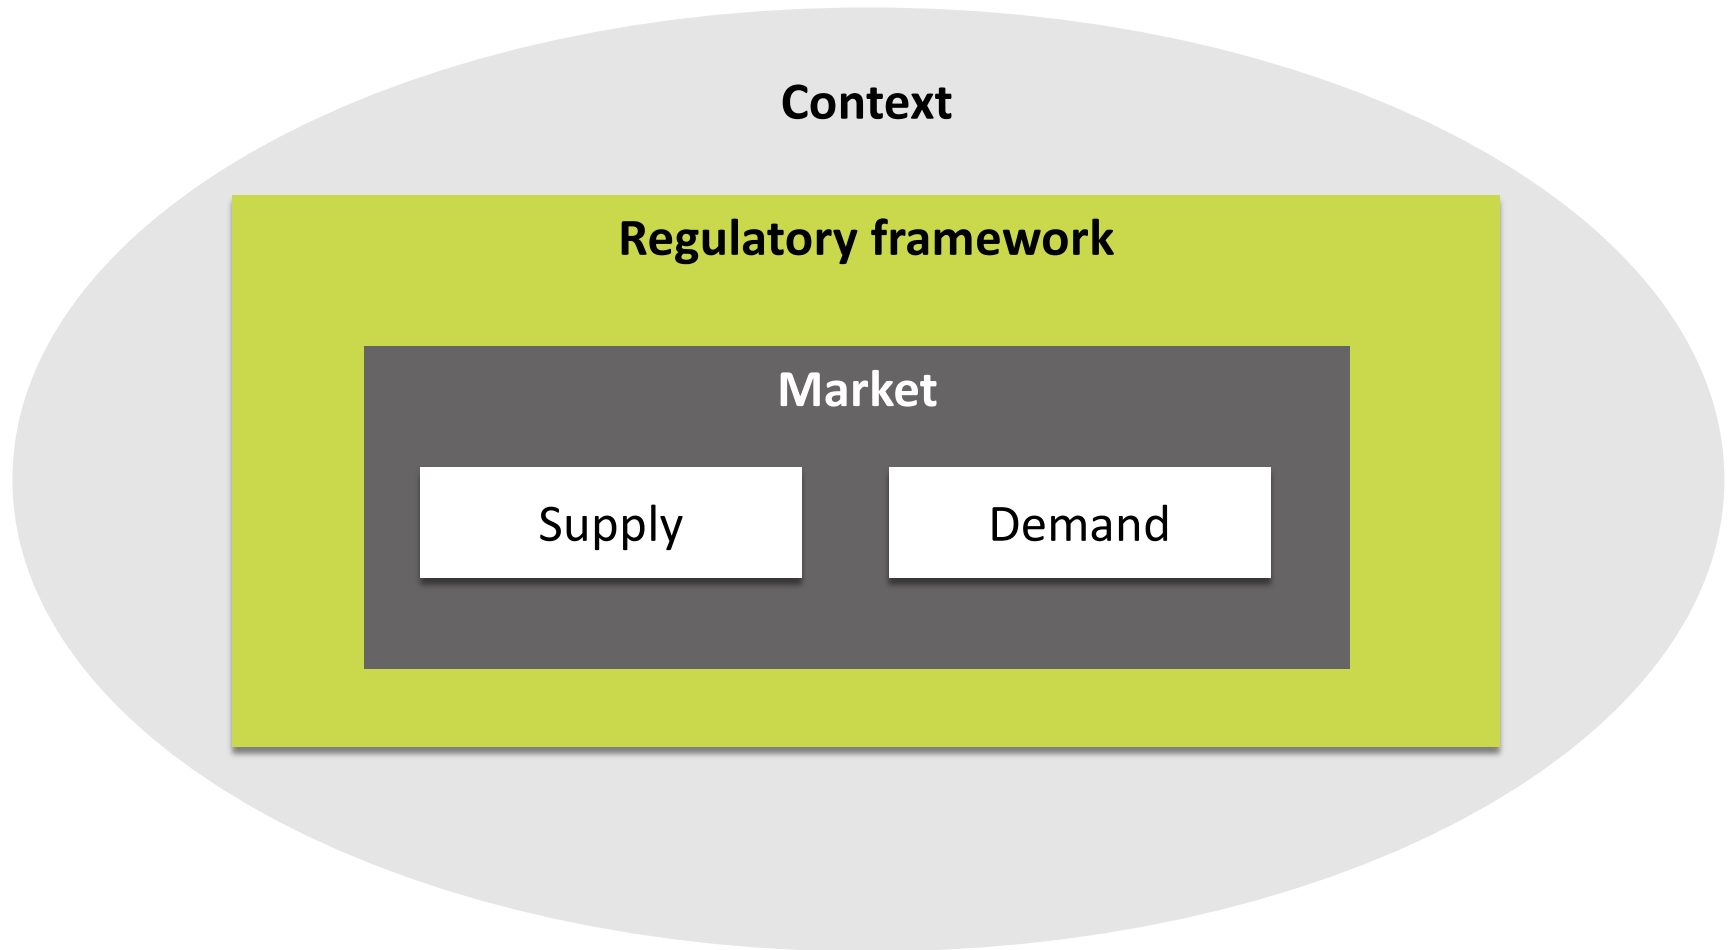 Context
Regulatory framework
Market
Supply
Demand